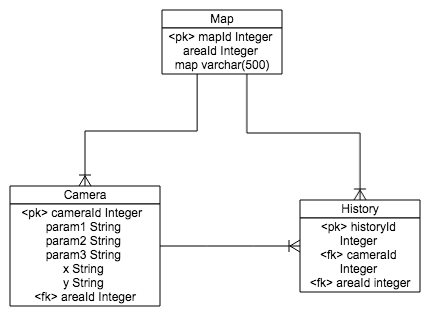 Map
<pk> mapId Integer
areaId Integer
map varchar(500)
Camera
<pk> cameraId Integer
param1 String
param2 String
param3 String
x String
y String
<fk> areaId Integer
History
<pk> historyId
Integer
<fk> cameraId
Integer
<fk> areaId integer